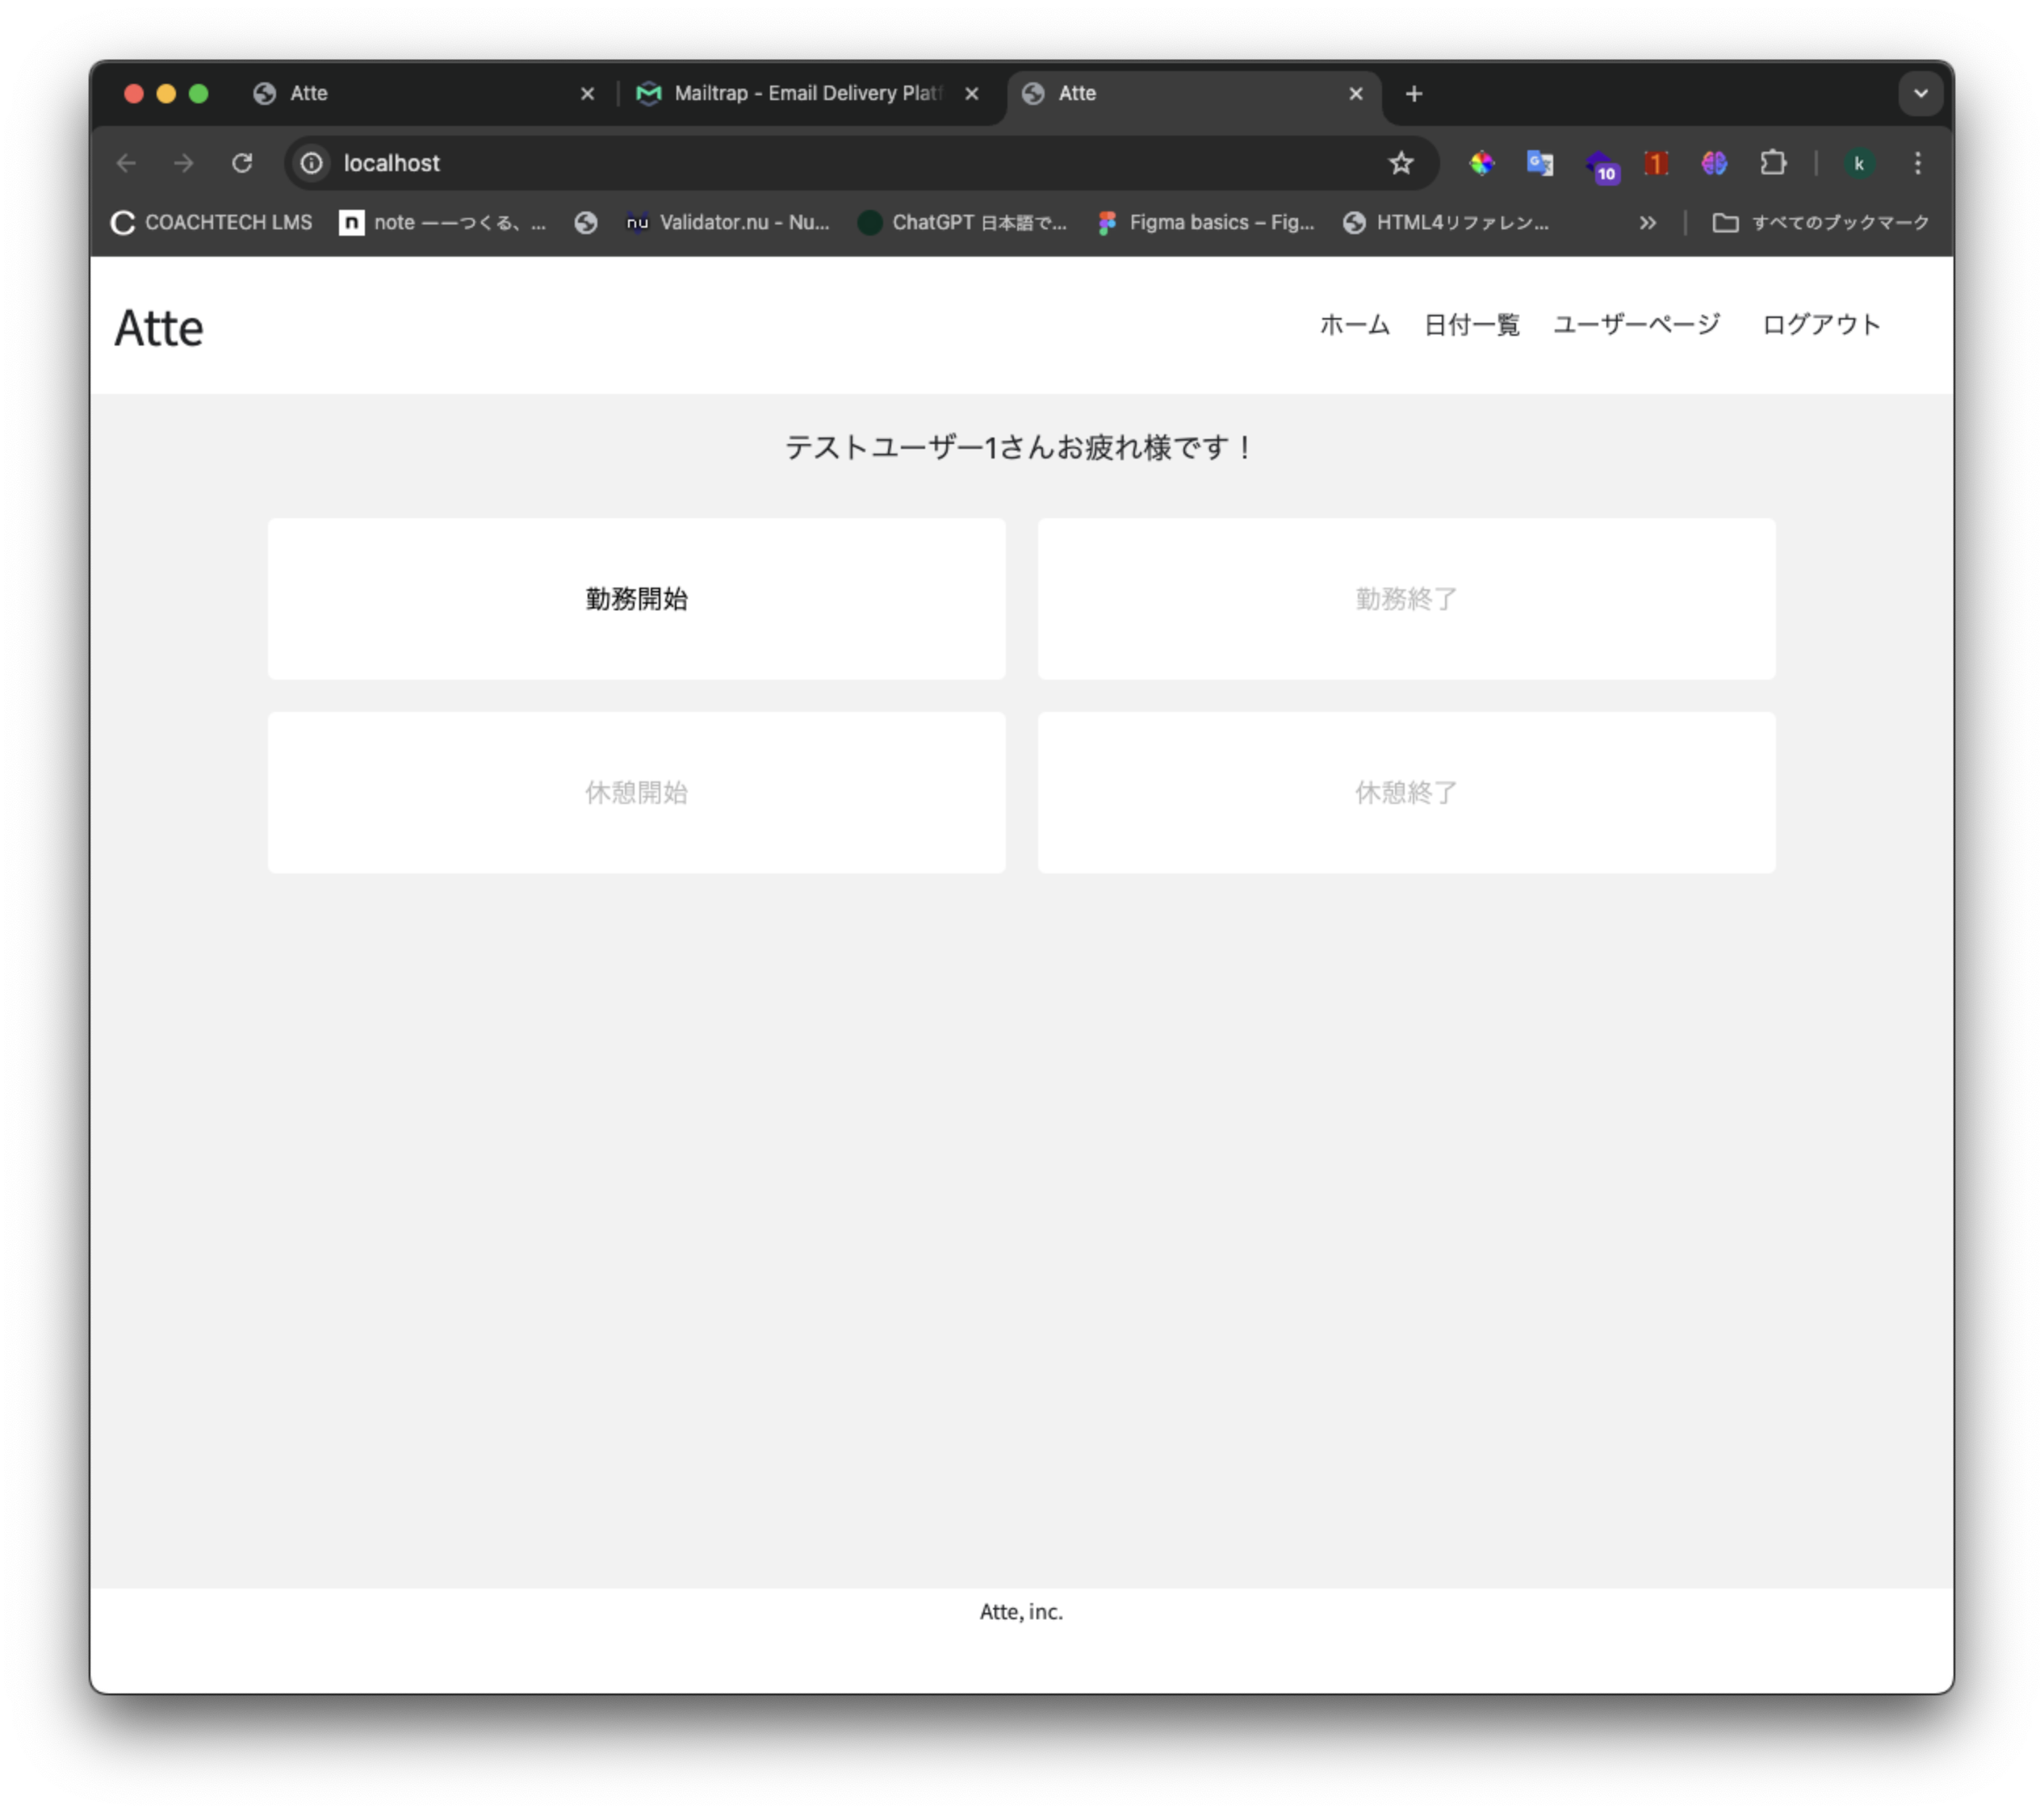 Atte
Mailtrap - Email Delivery Plat
Atte
localhost
10
1
k
COACHTECH LMS
n
note ——つくる、...
nu
Validator.nu - Nu...
ChatGPT 日本語で...
Figma basics – Fig...
HTML4リファレン...
すべてのブックマーク
Atte
ホーム 日付一覧 ユーザーページ ログアウト
テストユーザー1さんお疲れ様です！
勤務開始
勤務終了
休憩開始
休憩終了
Atte, inc.